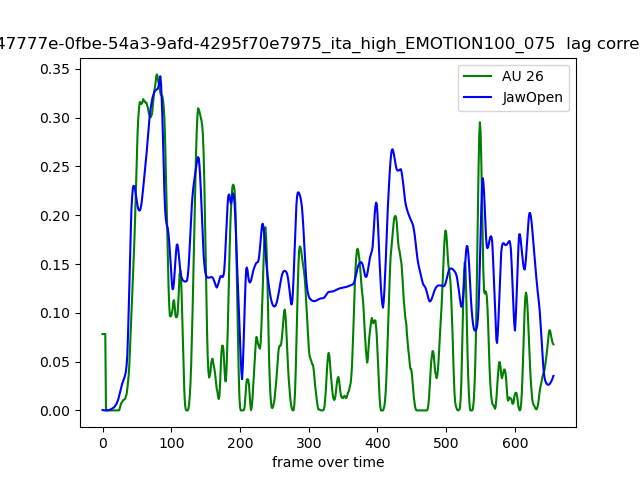 47777e-0fbe-54a3-9afd-4295f70e7975_ita_high_EMOTION100_075 lag corre
AU 26
JawOpen
0.35
0.30
0.25
0.20
0.15
0.10
0.05
0.00
0 100 200 300 400 500 600
frame over time